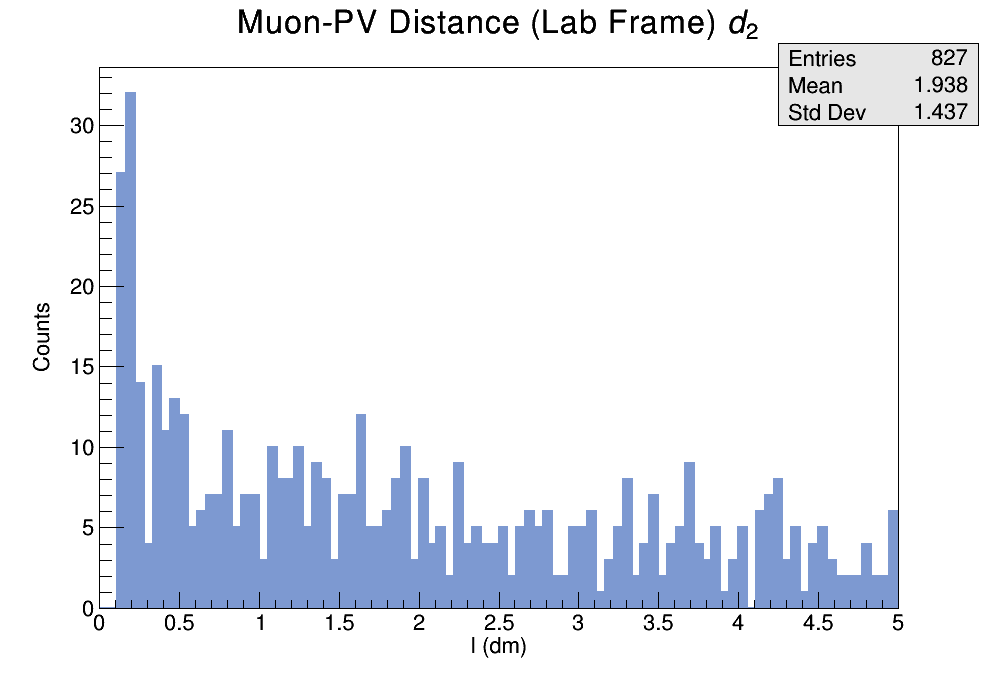 Muon-PV Distance (Lab Frame) d₂
Entries 827
Mean 1.938
Std Dev 1.437
Counts
30
25
20
15
10
5
0
0 0.5 1 1.5 2 2.5 3 3.5 4 4.5 5
l (dm)